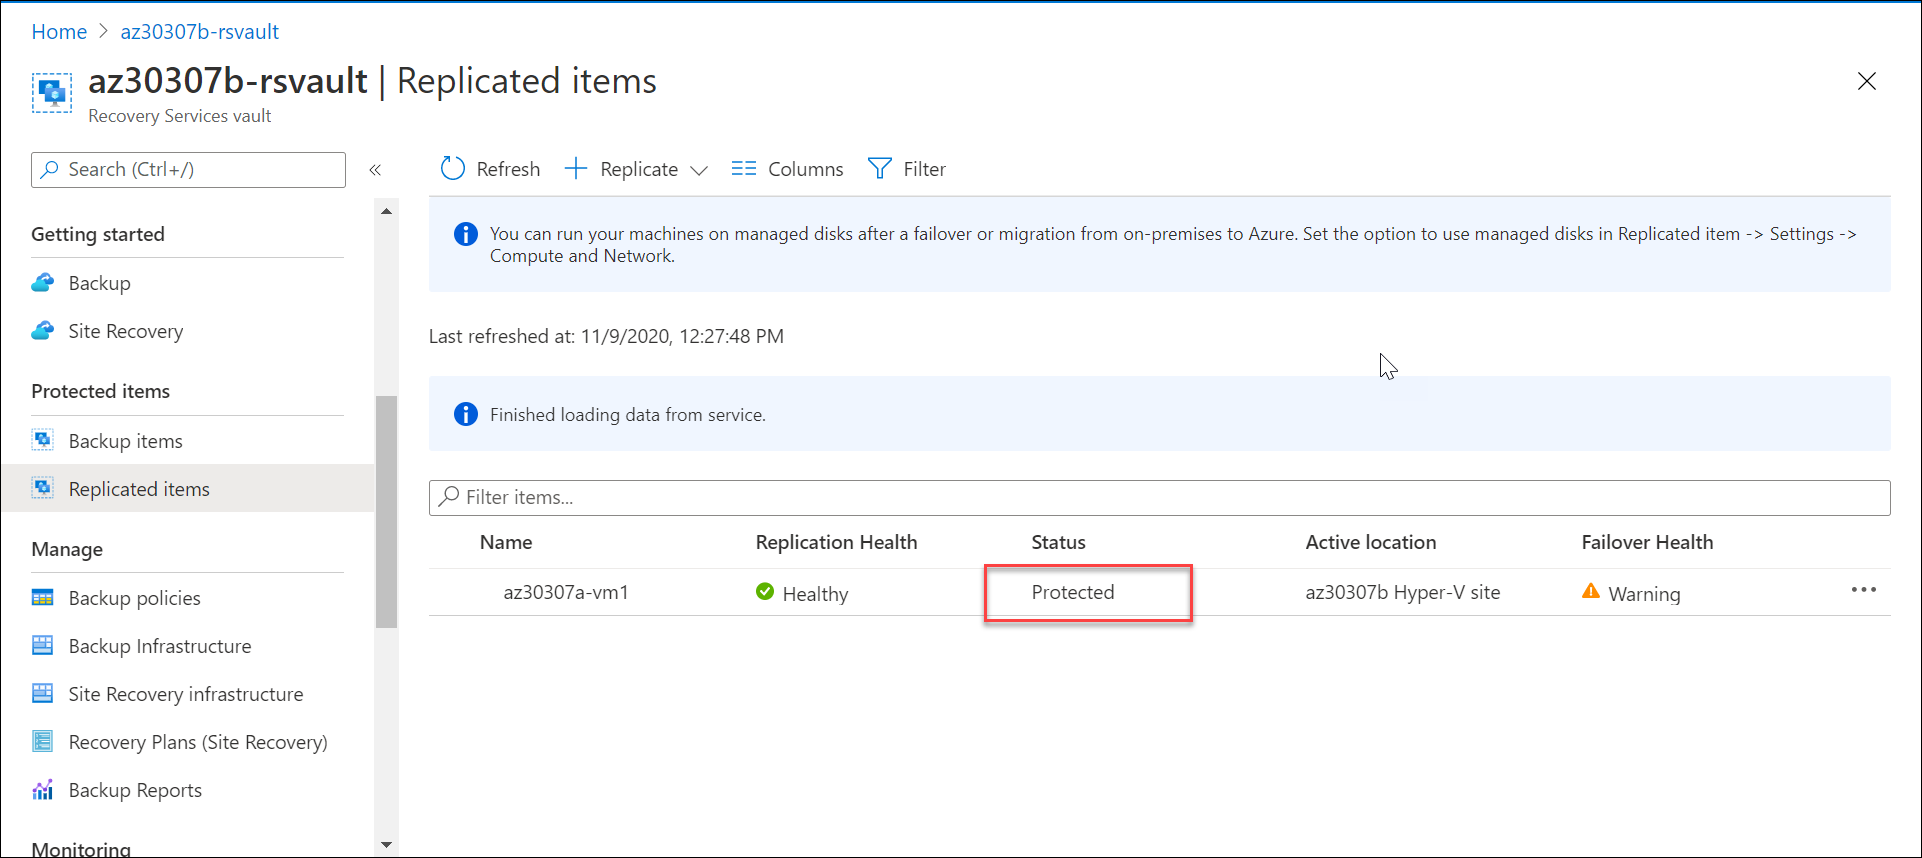 Home > az30307b-rsvault
az30307b-rsvault | Replicated items
Recovery Services vault
Search (Ctrl+/)
«
Refresh
Replicate
Columns
Filter
Getting started
Backup
Site Recovery
Protected items
Backup items
Replicated items
Manage
Backup policies
Backup Infrastructure
Site Recovery infrastructure
Recovery Plans (Site Recovery)
Backup Reports
Monitoring
You can run your machines on managed disks after a failover or migration from on-premises to Azure. Set the option to use managed disks in Replicated item -> Settings ->
Compute and Network.
Last refreshed at: 11/9/2020, 12:27:48 PM
Finished loading data from service.
Filter items...
Name Replication Health Status Active location Failover Health
az30307a-vm1 Healthy Protected az30307b Hyper-V site Warning